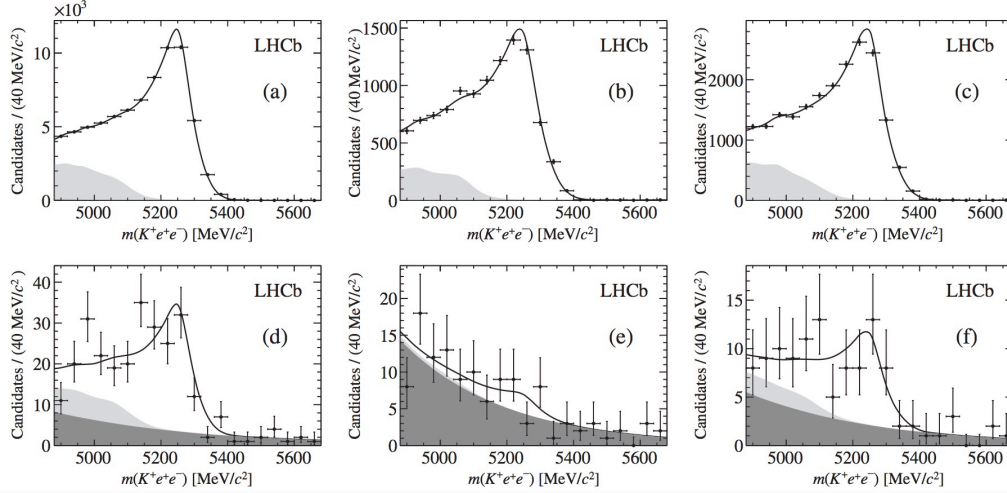 ×10³
Candidates / (40 MeV/c²)
10
5
0
LHCb
(a)
5000 5200 5400 5600
m(K⁺e⁺e⁻) [MeV/c²]
Candidates / (40 MeV/c²)
1500
1000
500
0
LHCb
(b)
5000 5200 5400 5600
m(K⁺e⁺e⁻) [MeV/c²]
Candidates / (40 MeV/c²)
2000
1000
0
LHCb
(c)
5000 5200 5400 5600
m(K⁺e⁺e⁻) [MeV/c²]
Candidates / (40 MeV/c²)
40
30
20
10
0
LHCb
(d)
5000 5200 5400 5600
m(K⁺e⁺e⁻) [MeV/c²]
Candidates / (40 MeV/c²)
20
15
10
5
0
LHCb
(e)
5000 5200 5400 5600
m(K⁺e⁺e⁻) [MeV/c²]
Candidates / (40 MeV/c²)
15
10
5
0
LHCb
(f)
5000 5200 5400 5600
m(K⁺e⁺e⁻) [MeV/c²]